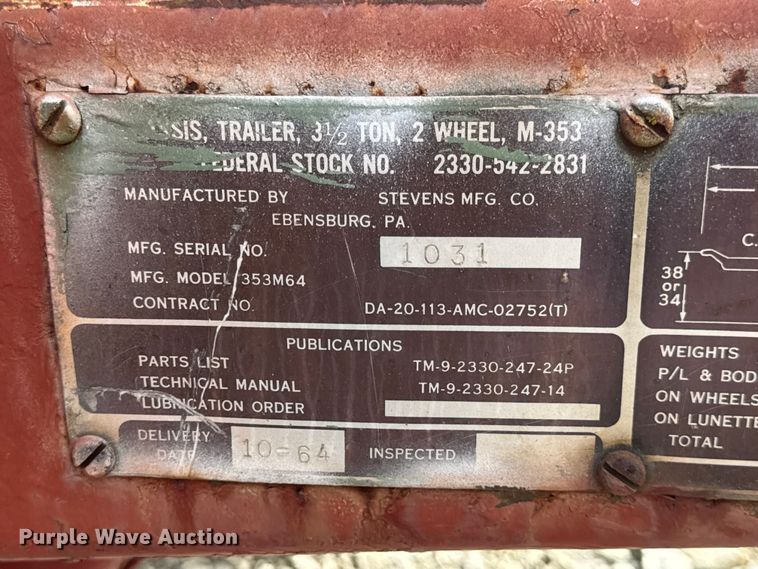 SIS, TRAILER, 3½ TON, 2 WHEEL, M-353
FEDERAL STOCK NO. 2330-542-2831
MANUFACTURED BY STEVENS MFG. CO.
EBENSBURG, PA.
MFG. SERIAL NO. 1031
MFG. MODEL 353M64
CONTRACT NO. DA-20-113-AMC-02752(T)
PUBLICATIONS
PARTS LIST TM-9-2330-247-24P
TECHNICAL MANUAL TM-9-2330-247-14
LUBRICATION ORDER
DELIVERY DATE 10-64 INSPECTED
C.
38
or
34
WEIGHTS
P/L & BOD
ON WHEELS
ON LUNETTE
TOTAL
Purple Wave Auction